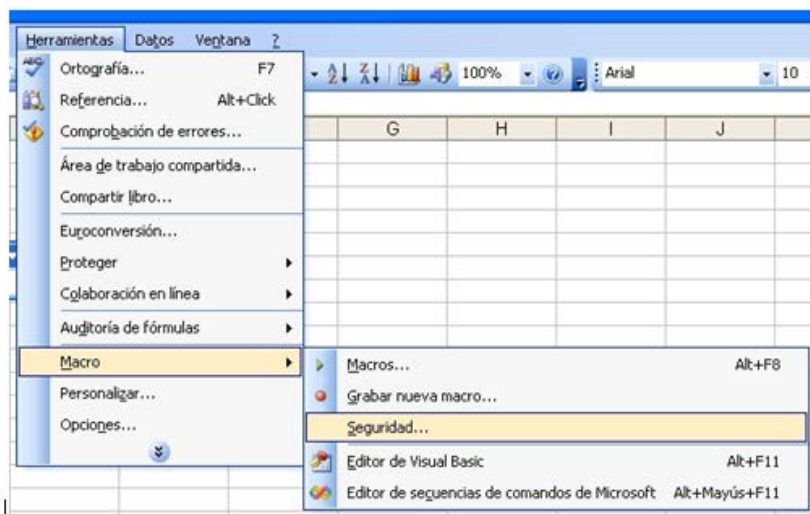 Herramientas Datos Ventana ?
Ortografía... F7
100% Arial 10
Referencia... Alt+Click
Comprobación de errores...
G H I J
Área de trabajo compartida...
Compartir libro...
Euroconversión...
Proteger
Colaboración en línea
Auditoría de fórmulas
Macro
Macros... Alt+F8
Personalizar...
Grabar nueva macro...
Opciones...
Seguridad...
Editor de Visual Basic Alt+F11
Editor de secuencias de comandos de Microsoft Alt+Mayús+F11